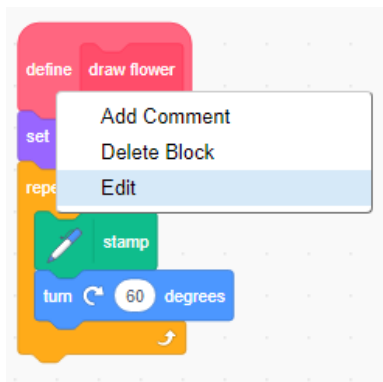 define draw flower
Add Comment
set
Delete Block
repe
Edit
stamp
turn 60 degrees